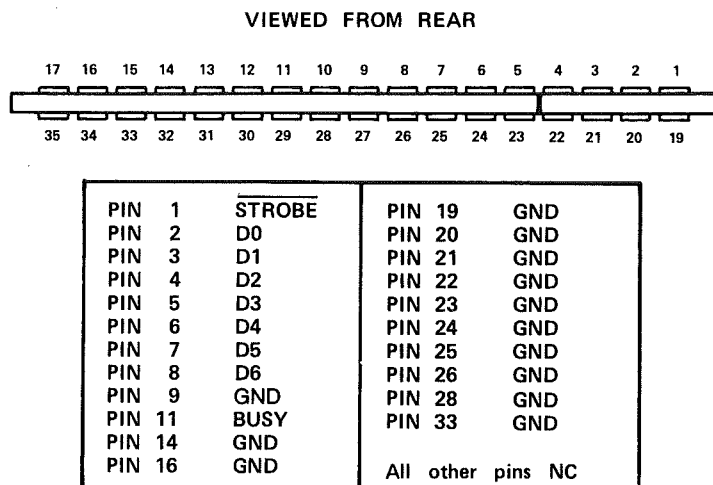 VIEWED FROM REAR
17 16 15 14 13 12 11 10 9 8 7 6 5 4 3 2 1
35 34 33 32 31 30 29 28 27 26 25 24 23 22 21 20 19
PIN 1 STROBE
PIN 2 D0
PIN 3 D1
PIN 4 D2
PIN 5 D3
PIN 6 D4
PIN 7 D5
PIN 8 D6
PIN 9 GND
PIN 11 BUSY
PIN 14 GND
PIN 16 GND
PIN 19 GND
PIN 20 GND
PIN 21 GND
PIN 22 GND
PIN 23 GND
PIN 24 GND
PIN 25 GND
PIN 26 GND
PIN 28 GND
PIN 33 GND
All other pins NC